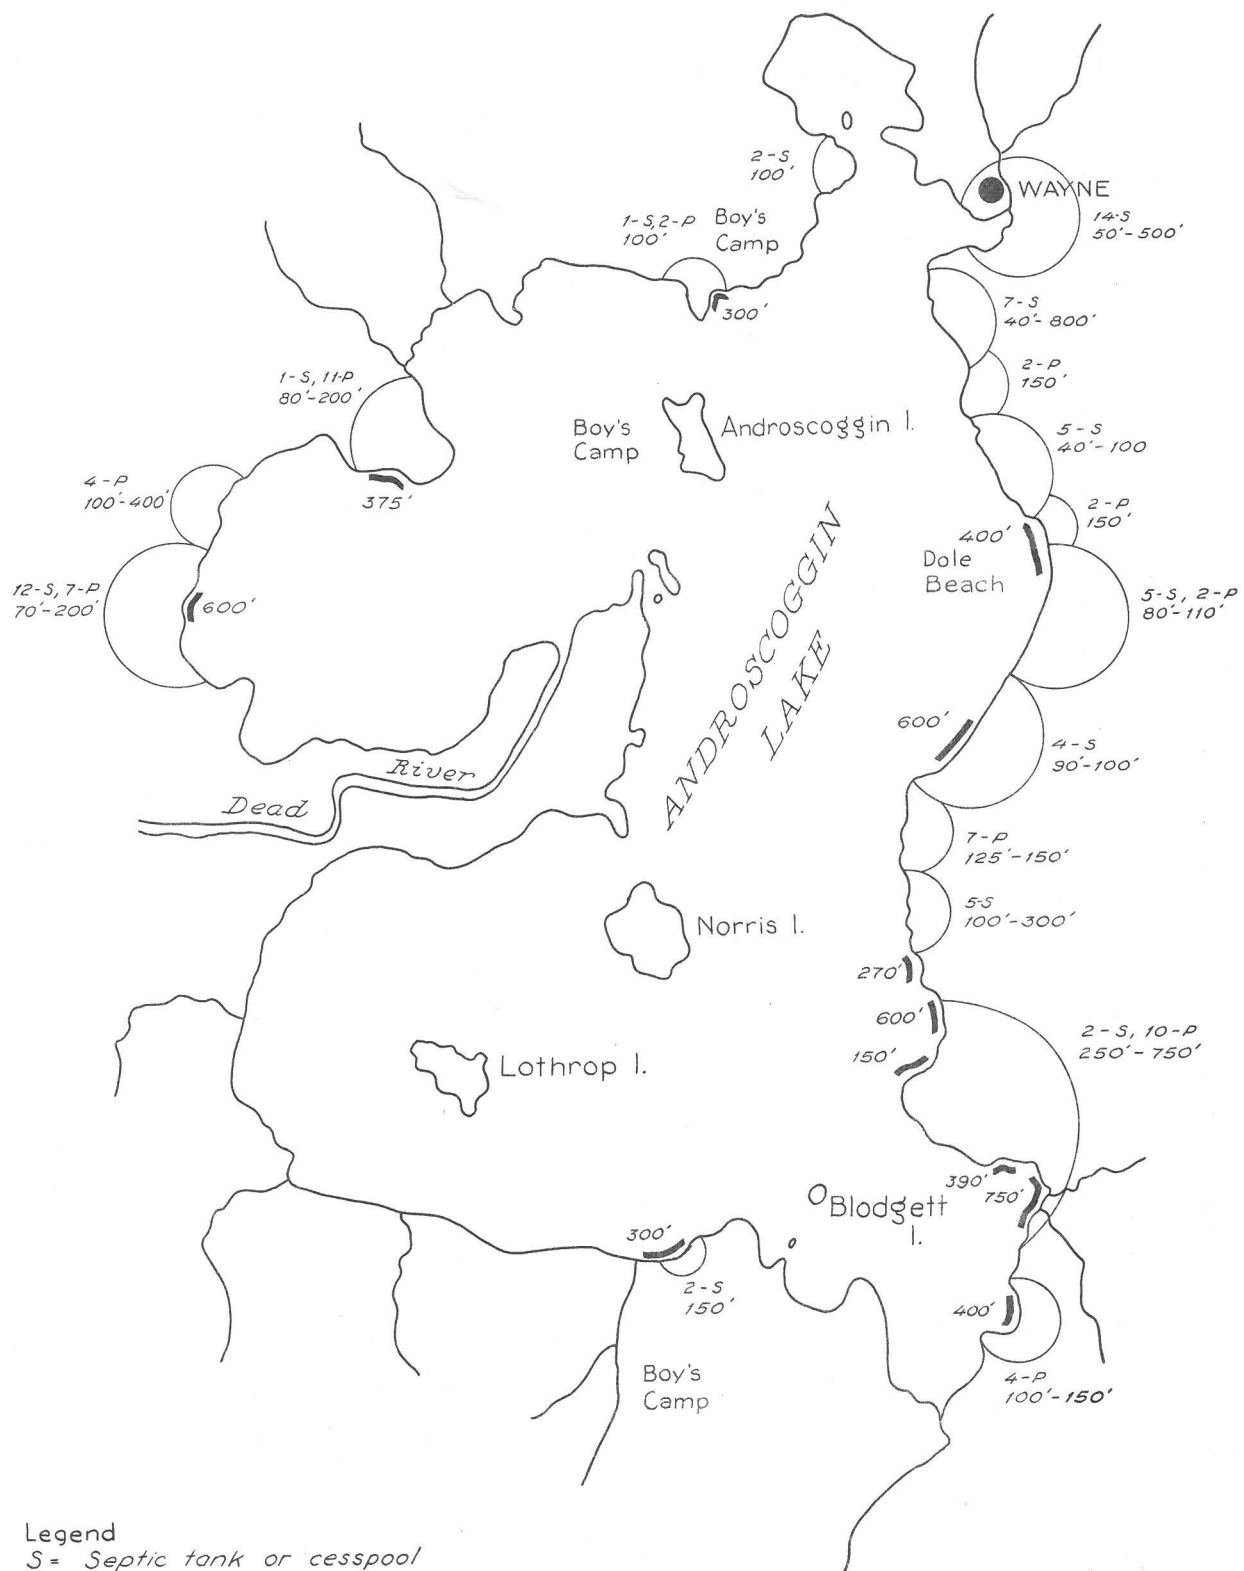 2-S
100'
WAYNE
14-S
50'-500'
1-S, 2-P
100'
Boy's
Camp
300'
7-S
40'-800'
2-P
150'
1-S, 11-P
80'-200'
Boy's
Camp
Androscoggin I.
5-S
40'-100
4-P
100'-400'
375'
2-P
150'
400'
Dole
Beach
12-S, 7-P
70'-200'
600'
5-S, 2-P
80'-110'
ANDROSCOGGIN
LAKE
600'
4-S
90'-100'
River
Dead
7-P
125'-150'
5-S
100'-300'
Norris I.
270'
600'
150'
2-S, 10-P
250'-750'
Lothrop I.
390'
750'
Blodgett
I.
300'
2-S
150'
400'
4-P
100'-150'
Boy's
Camp
Legend
S = Septic tank or cesspool